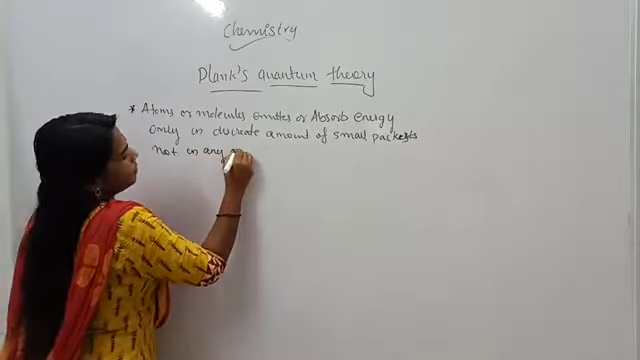 Chemistry
Plank's quantum theory
* Atoms or molecules emittes or Absorb energy
Only in discreate amount of small packets
not in any